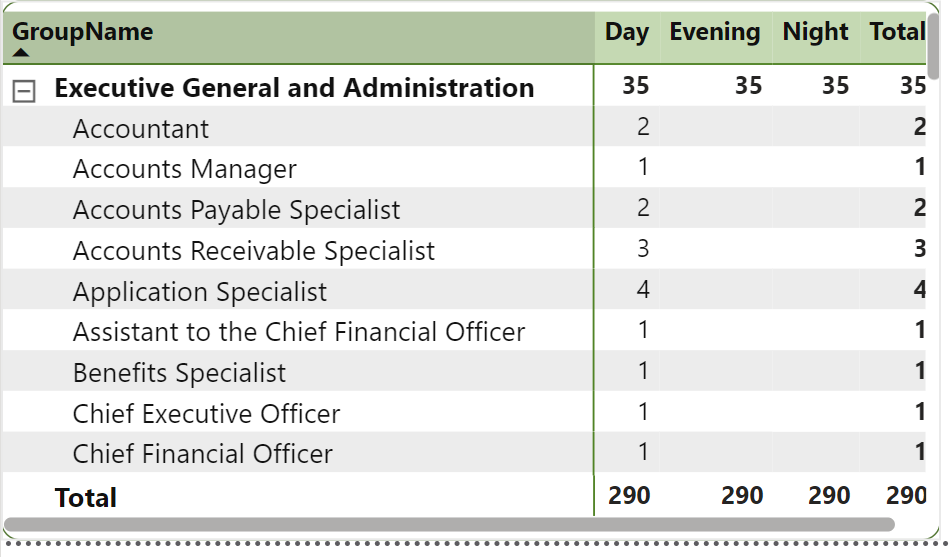 GroupName Day Evening Night Total
Executive General and Administration 35 35 35 35
Accountant 2 2
Accounts Manager 1 1
Accounts Payable Specialist 2 2
Accounts Receivable Specialist 3 3
Application Specialist 4 4
Assistant to the Chief Financial Officer 1 1
Benefits Specialist 1 1
Chief Executive Officer 1 1
Chief Financial Officer 1 1
Total 290 290 290 290